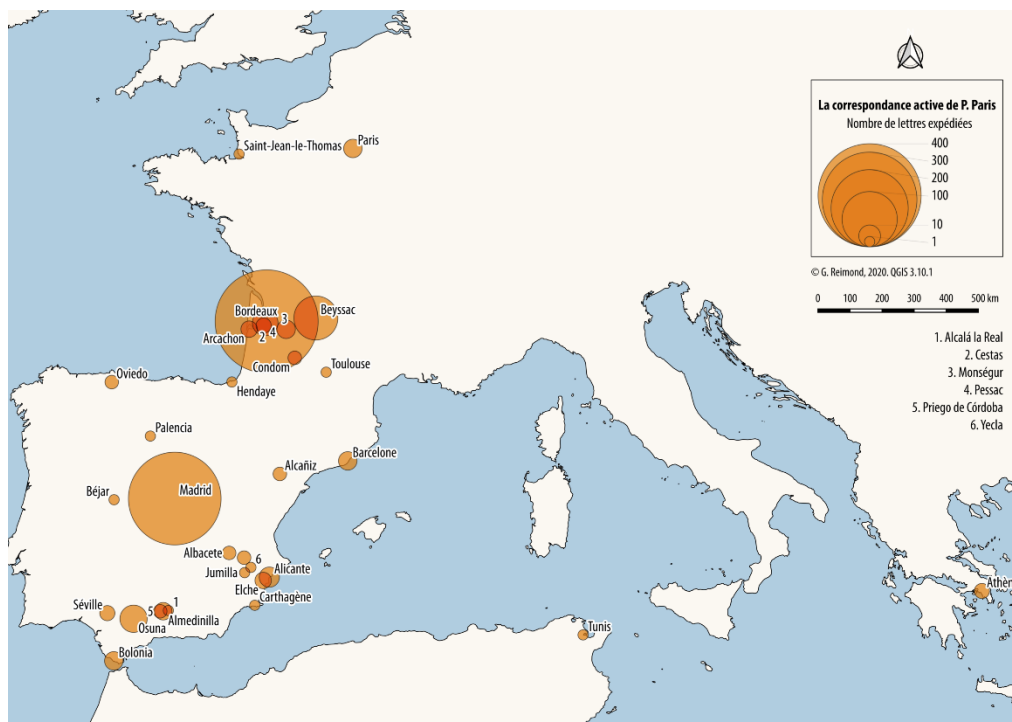 La correspondance active de P. Paris
Nombre de lettres expédiées
400
300
200
100
10
1
© G. Reimond, 2020. QGIS 3.10.1
0 100 200 300 400 500 km
1. Alcalá la Real
2. Cestas
3. Monségur
4. Pessac
5. Priego de Córdoba
6. Yecla
Saint-Jean-le-Thomas
Paris
Bordeaux
3
Beyssac
4
Arcachon
2
Condom
Toulouse
Oviedo
Hendaye
Palencia
Barcelone
Alcañiz
Béjar
Madrid
Albacete
6
Jumilla
Alicante
Elche
Carthagène
Séville
5
1
Almedinilla
Osuna
Bolonia
Tunis
Athèn